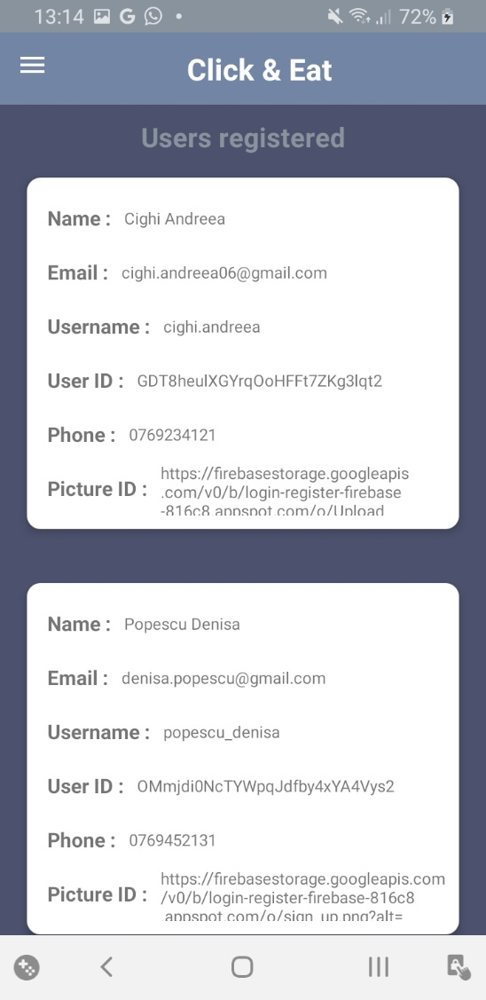 13:14 72%
Click & Eat
Users registered
Name : Cighi Andreea
Email : cighi.andreea06@gmail.com
Username : cighi.andreea
User ID : GDT8heulXGYrqOoHFFt7ZKg3lqt2
Phone : 0769234121
Picture ID : https://firebasestorage.googleapis
.com/v0/b/login-register-firebase
-816c8.appspot.com/o/Upload
Name : Popescu Denisa
Email : denisa.popescu@gmail.com
Username : popescu_denisa
User ID : OMmjdi0NcTYWpqJdfby4xYA4Vys2
Phone : 0769452131
Picture ID : https://firebasestorage.googleapis.com
/v0/b/login-register-firebase-816c8
.appspot.com/o/sign_up.png?alt=